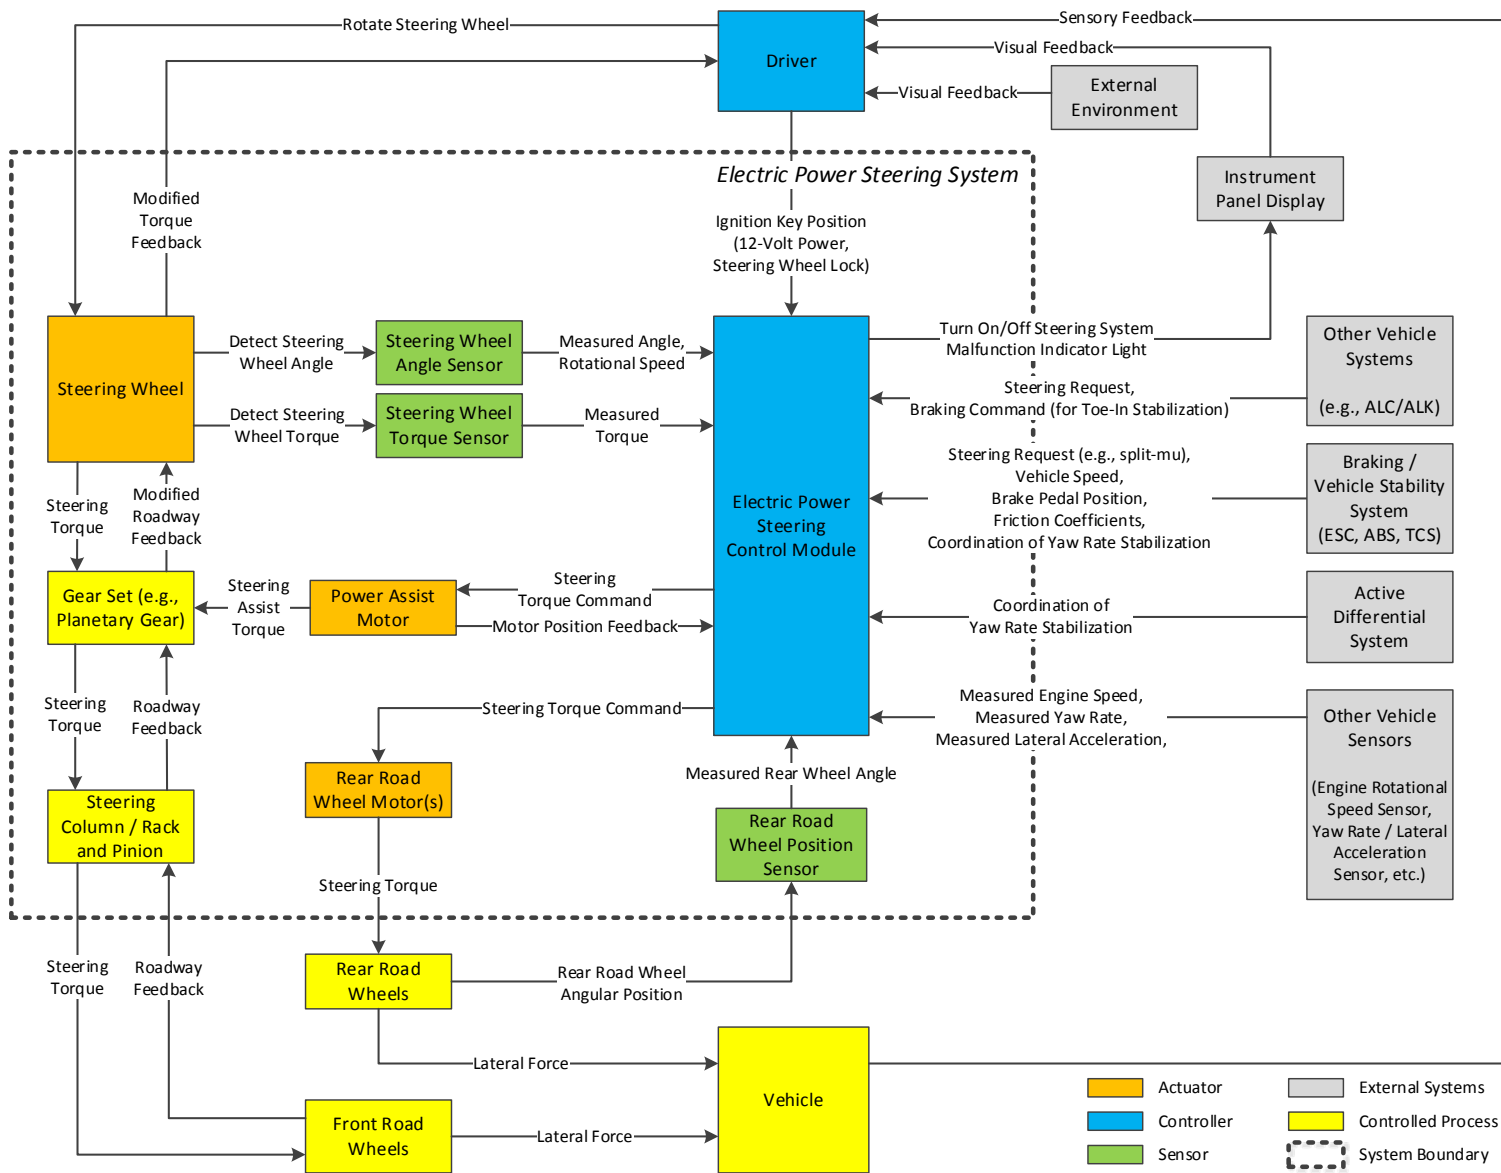 Rotate Steering Wheel
Sensory Feedback
Driver
Visual Feedback
Visual Feedback
External
Environment
Electric Power Steering System
Instrument
Panel Display
Modified
Torque
Feedback
Ignition Key Position
(12-Volt Power,
Steering Wheel Lock)
Steering Wheel
Detect Steering
Wheel Angle
Steering Wheel
Angle Sensor
Measured Angle,
Rotational Speed
Detect Steering
Wheel Torque
Steering Wheel
Torque Sensor
Measured
Torque
Electric Power
Steering
Control Module
Turn On/Off Steering System
Malfunction Indicator Light
Other Vehicle
Systems
(e.g., ALC/ALK)
Steering Request,
Braking Command (for Toe-In Stabilization)
Steering Request (e.g., split-mu),
Vehicle Speed,
Brake Pedal Position,
Friction Coefficients,
Coordination of Yaw Rate Stabilization
Braking /
Vehicle Stability
System
(ESC, ABS, TCS)
Steering
Torque
Modified
Roadway
Feedback
Gear Set (e.g.,
Planetary Gear)
Steering
Assist
Torque
Power Assist
Motor
Steering
Torque Command
Motor Position Feedback
Coordination of
Yaw Rate Stabilization
Active
Differential
System
Steering
Torque
Roadway
Feedback
Steering Torque Command
Measured Engine Speed,
Measured Yaw Rate,
Measured Lateral Acceleration,
Other Vehicle
Sensors
(Engine Rotational
Speed Sensor,
Yaw Rate / Lateral
Acceleration
Sensor, etc.)
Rear Road
Wheel Motor(s)
Measured Rear Wheel Angle
Steering
Column / Rack
and Pinion
Rear Road
Wheel Position
Sensor
Steering Torque
Steering
Torque
Roadway
Feedback
Rear Road
Wheels
Rear Road Wheel
Angular Position
Lateral Force
Vehicle
Front Road
Wheels
Lateral Force
Actuator
External Systems
Controller
Controlled Process
Sensor
System Boundary